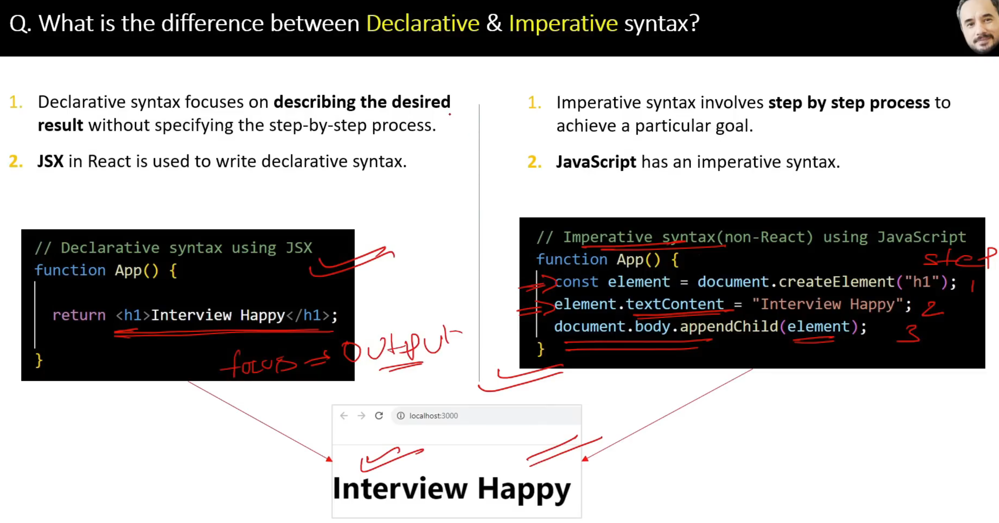 Q. What is the difference between Declarative & Imperative syntax?
1. Declarative syntax focuses on describing the desired
result without specifying the step-by-step process.
2. JSX in React is used to write declarative syntax.
// Declarative syntax using JSX
function App() {
return <h1>Interview Happy</h1>;
}
focus → output
1. Imperative syntax involves step by step process to
achieve a particular goal.
2. JavaScript has an imperative syntax.
// Imperative syntax(non-React) using JavaScript
function App() {
step
const element = document.createElement("h1"); 1
element.textContent = "Interview Happy"; 2
document.body.appendChild(element); 3
}
localhost:3000
Interview Happy